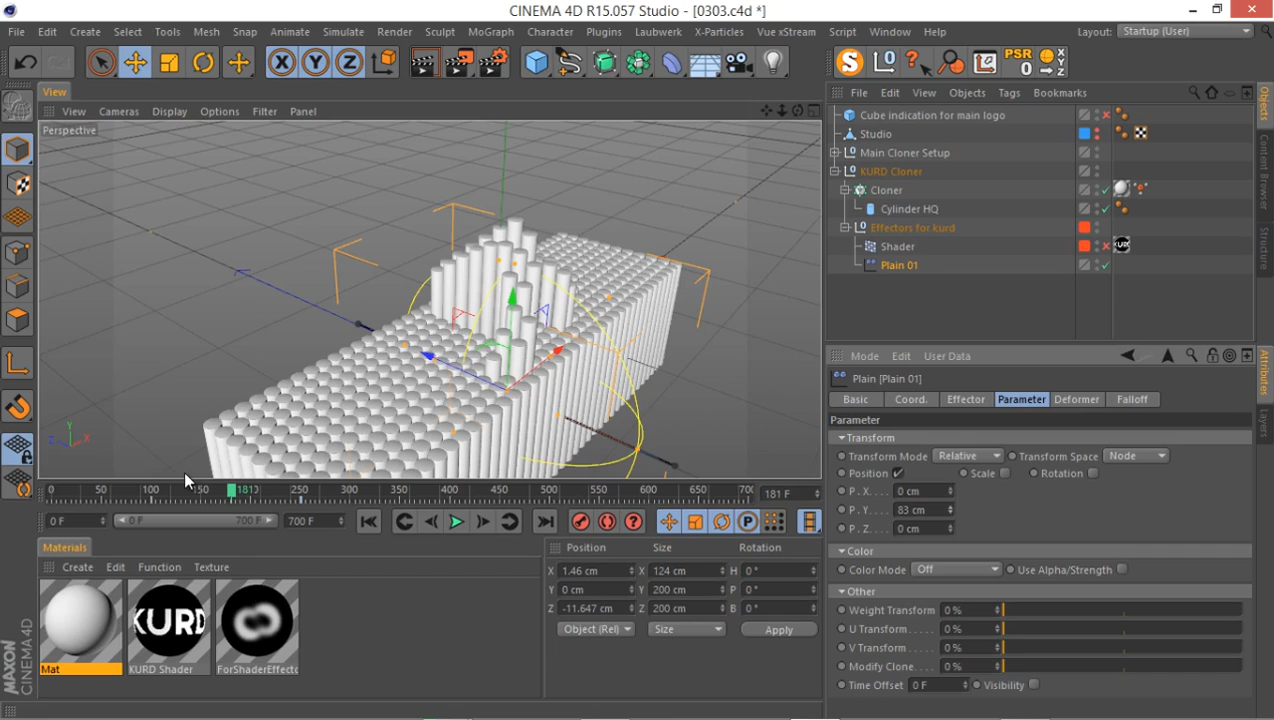 CINEMA 4D R15.057 Studio - [0303.c4d *]
File Edit Create Select Tools Mesh Snap Animate Simulate Render Sculpt MoGraph Character Plugins Laubwerk X-Particles Vue xStream Script Window Help Layout: Startup (User)
X Y Z S L0 PSR 0 X Y Z
View
View Cameras Display Options Filter Panel
Perspective
Y Z X
File Edit View Objects Tags Bookmarks
Cube indication for main logo
Studio
Main Cloner Setup
KURD Cloner
Cloner
Cylinder HQ
Effectors for kurd
Shader
Plain 01
Objects
Content Browser
Structure
Mode Edit User Data
Plain [Plain 01]
Basic Coord. Effector Parameter Deformer Falloff
Parameter
Transform
Transform Mode Relative Transform Space Node
Position Scale Rotation
P . X . . . . 0 cm
P . Y . . . . 83 cm
P . Z . . . . 0 cm
Color
Color Mode Off Use Alpha/Strength
Other
Weight Transform 0 %
U Transform . . . . . 0 %
V Transform . . . . . 0 %
Modify Clone. . . . 0 %
Time Offset 0 F Visibility
Attributes
Layers
0 50 100 150 181 250 300 350 400 450 500 550 600 650 700 181 F
0 F 0 F 700 F 700 F
Materials
Create Edit Function Texture
KURD
Mat KURD Shader ForShaderEffecto
Position Size Rotation
X 1.46 cm X 124 cm H 0 °
Y 0 cm Y 200 cm P 0 °
Z -11.647 cm Z 200 cm B 0 °
Object (Rel) Size Apply
MAXON CINEMA 4D